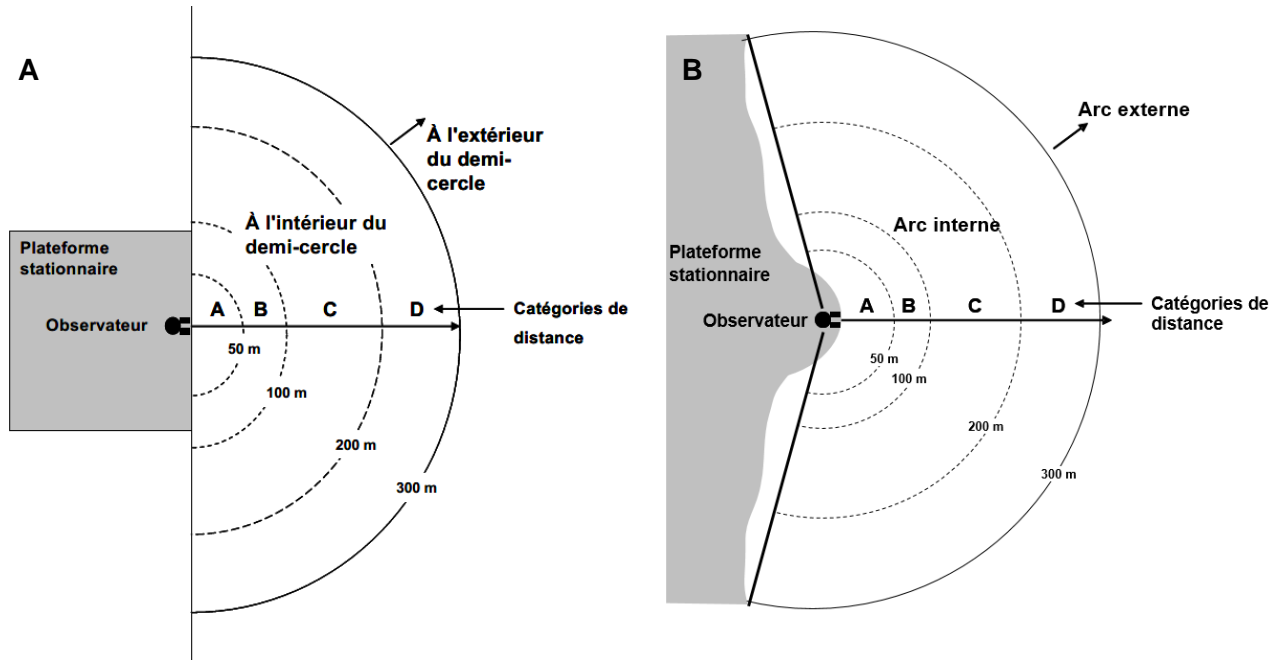 A
À l'extérieur
du demi-
cercle
À l'intérieur du
demi-cercle
Plateforme
stationnaire
Observateur
A B C D
Catégories de
distance
50 m
100 m
200 m
300 m
B
Arc externe
Arc interne
Plateforme
stationnaire
Observateur
A B C D
Catégories de
distance
50 m
100 m
200 m
300 m